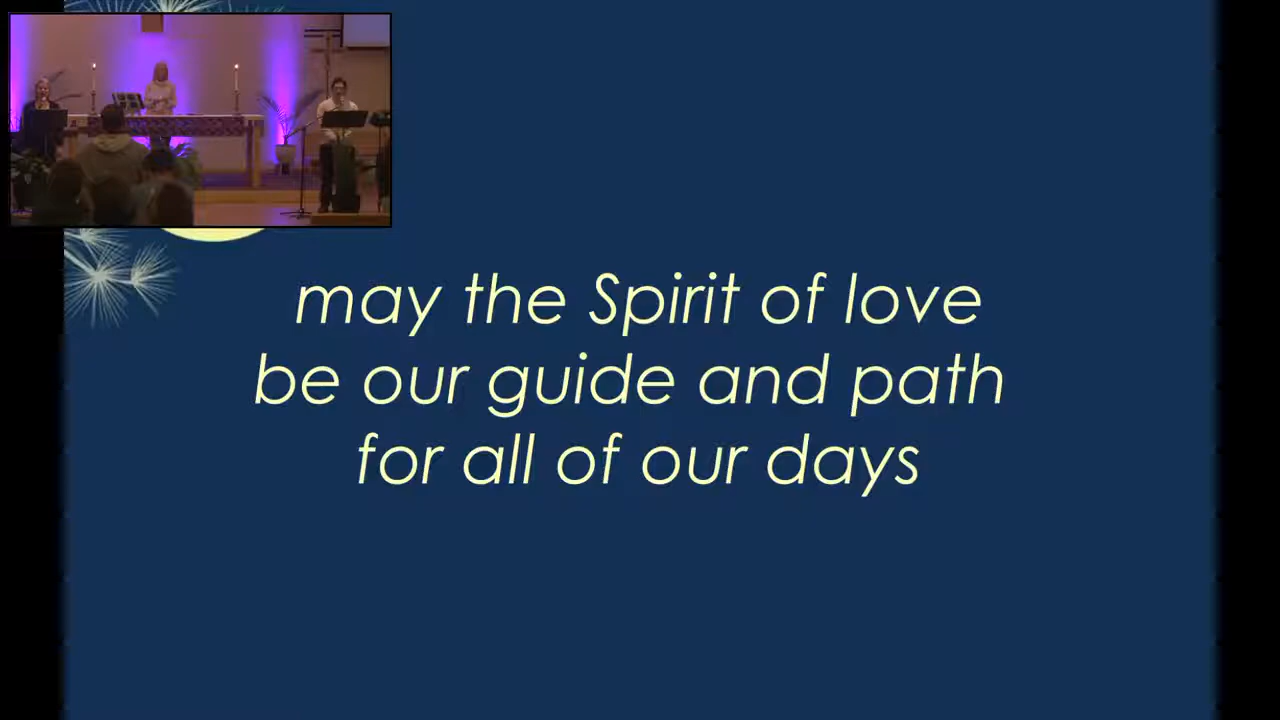 may the Spirit of love
be our guide and path
for all of our days